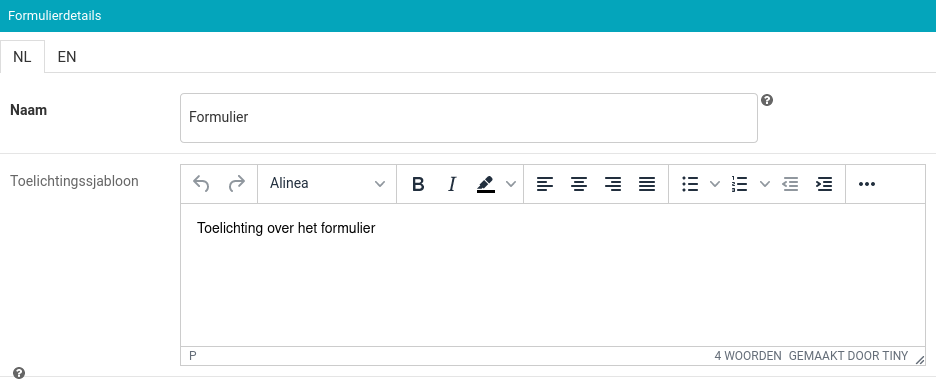 Formulierdetails
NL EN
Naam
Formulier
Toelichtingssjabloon
Alinea
B I
Toelichting over het formulier
P
4 WOORDEN GEMAAKT DOOR TINY